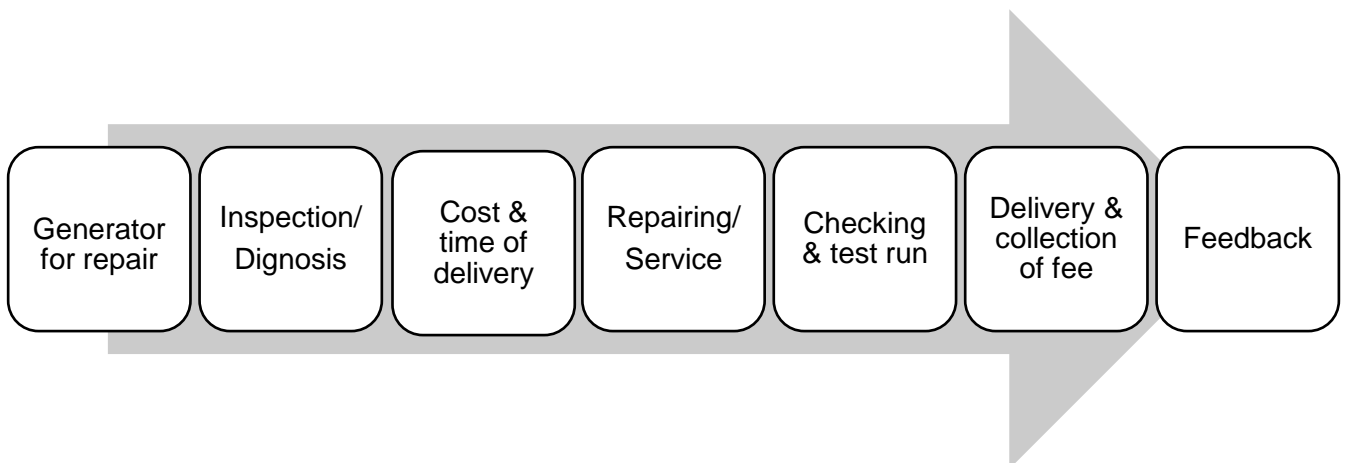 Generator
for repair
Inspection/
Dignosis
Cost &
time of
delivery
Repairing/
Service
Checking
& test run
Delivery &
collection
of fee
Feedback